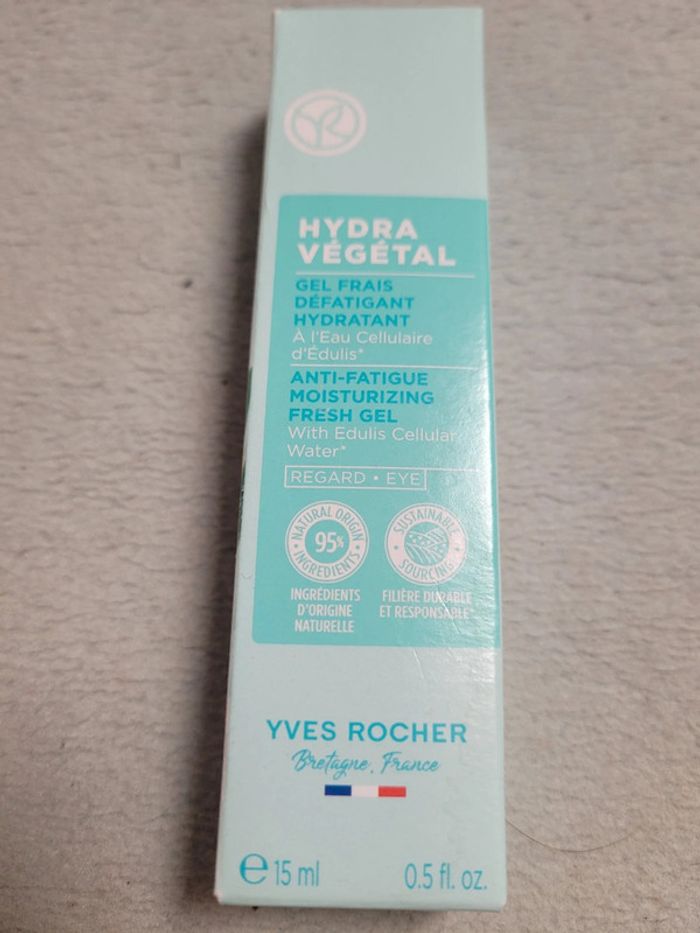 HYDRA
VÉGÉTAL
GEL FRAIS
DÉFATIGANT
HYDRATANT
À l'Eau Cellulaire
d'Édulis*
ANTI-FATIGUE
MOISTURIZING
FRESH GEL
With Edulis Cellular
Water*
REGARD • EYE
NATURAL ORIGIN
95%
INGREDIENTS
INGRÉDIENTS
D'ORIGINE
NATURELLE
SUSTAINABLE
SOURCING
FILIÈRE DURABLE
ET RESPONSABLE*
YVES ROCHER
Bretagne, France
℮ 15 ml
0.5 fl. oz.